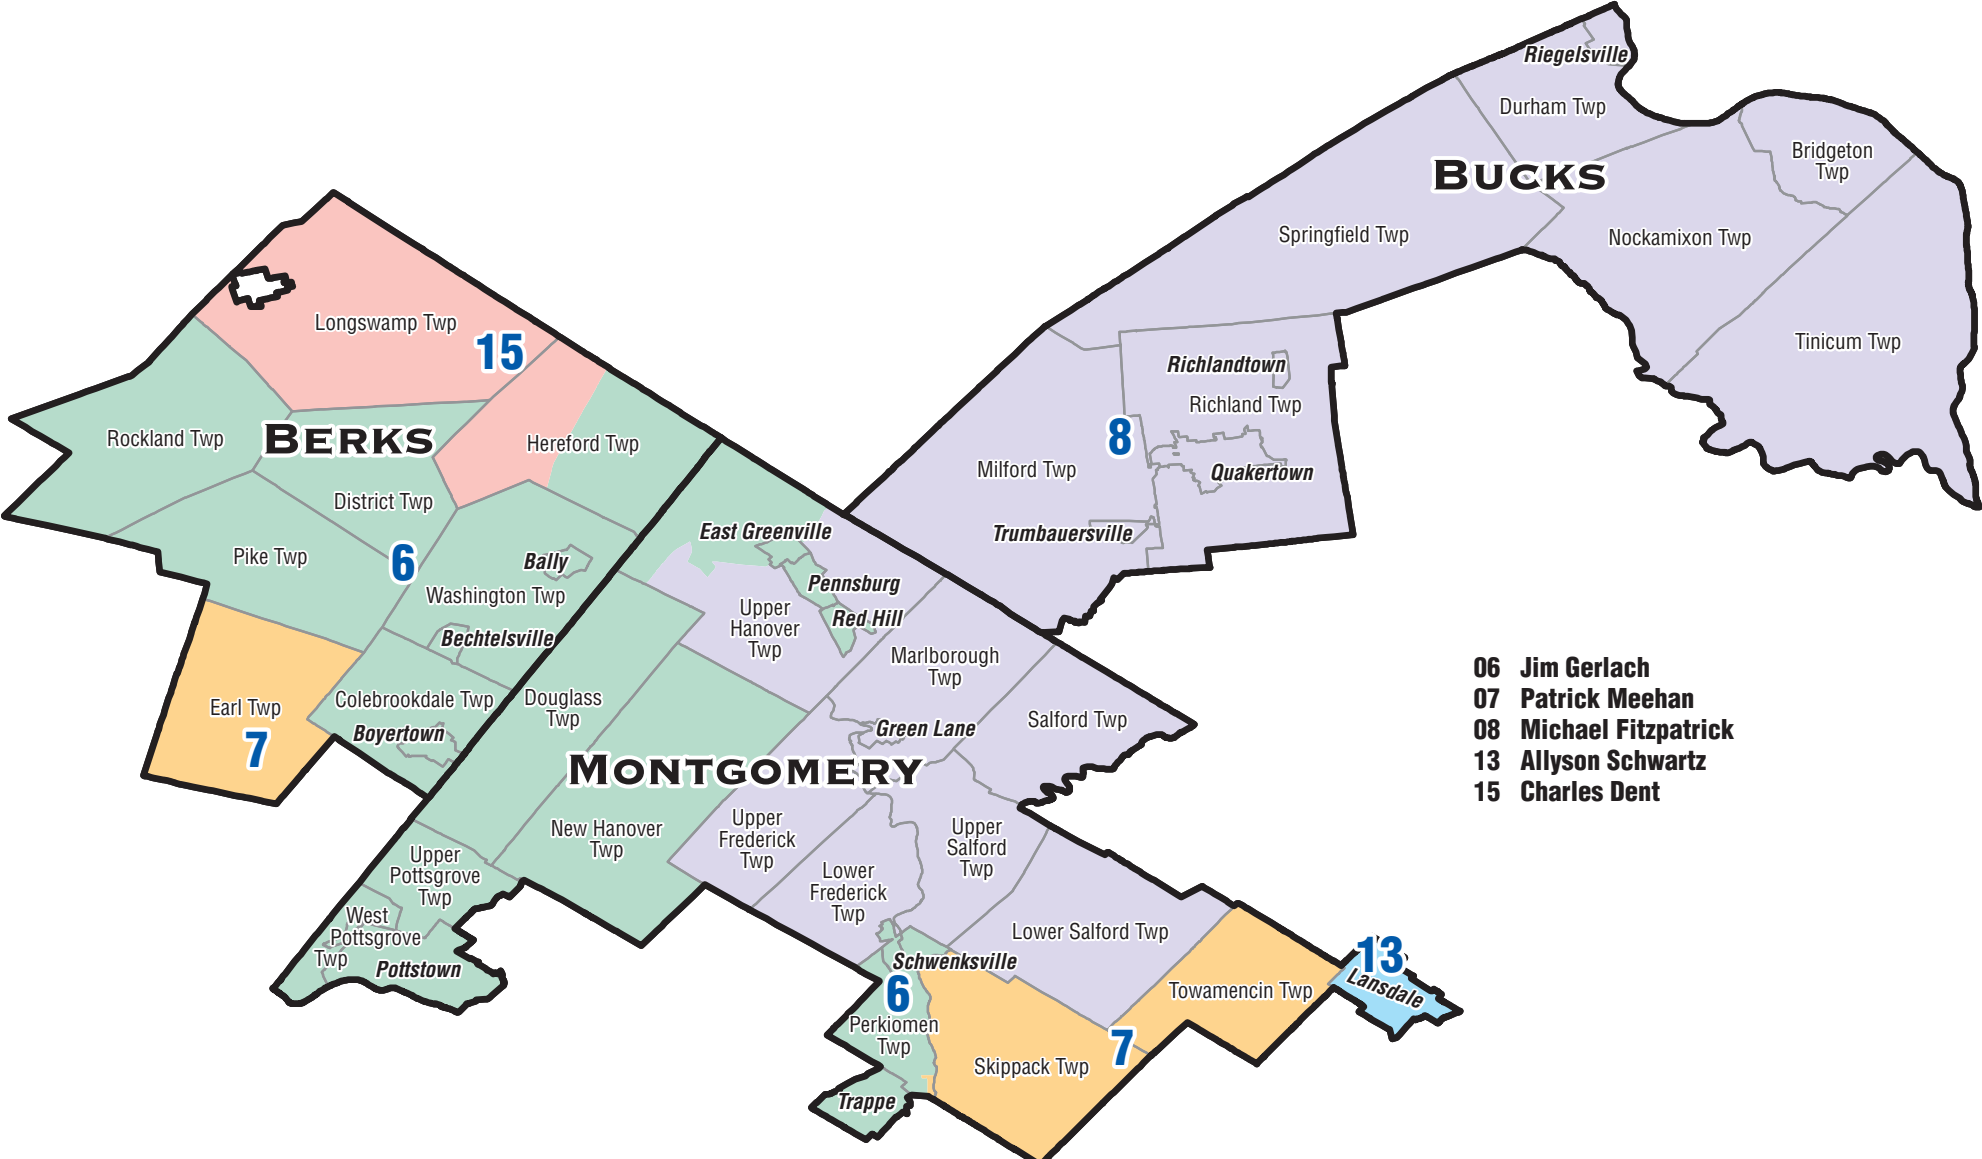 Riegelsville
Durham Twp
Bridgeton
Twp
BUCKS
Springfield Twp
Nockamixon Twp
Tinicum Twp
Longswamp Twp
15
Richlandtown
Richland Twp
8
Rockland Twp
BERKS
Hereford Twp
Milford Twp
Quakertown
District Twp
East Greenville
Trumbauersville
Pike Twp
6
Bally
Pennsburg
Washington Twp
Upper
Hanover
Twp
Red Hill
Bechtelsville
Marlborough
Twp
Earl Twp
7
Colebrookdale Twp
Boyertown
Douglass
Twp
Green Lane
Salford Twp
MONTGOMERY
06 Jim Gerlach
07 Patrick Meehan
08 Michael Fitzpatrick
13 Allyson Schwartz
15 Charles Dent
New Hanover
Twp
Upper
Frederick
Twp
Upper
Salford
Twp
Lower
Frederick
Twp
Upper
Pottsgrove
Twp
West
Pottsgrove
Twp
Pottstown
Lower Salford Twp
Schwenksville
6
13
Lansdale
Towamencin Twp
Perkiomen
Twp
7
Skippack Twp
Trappe